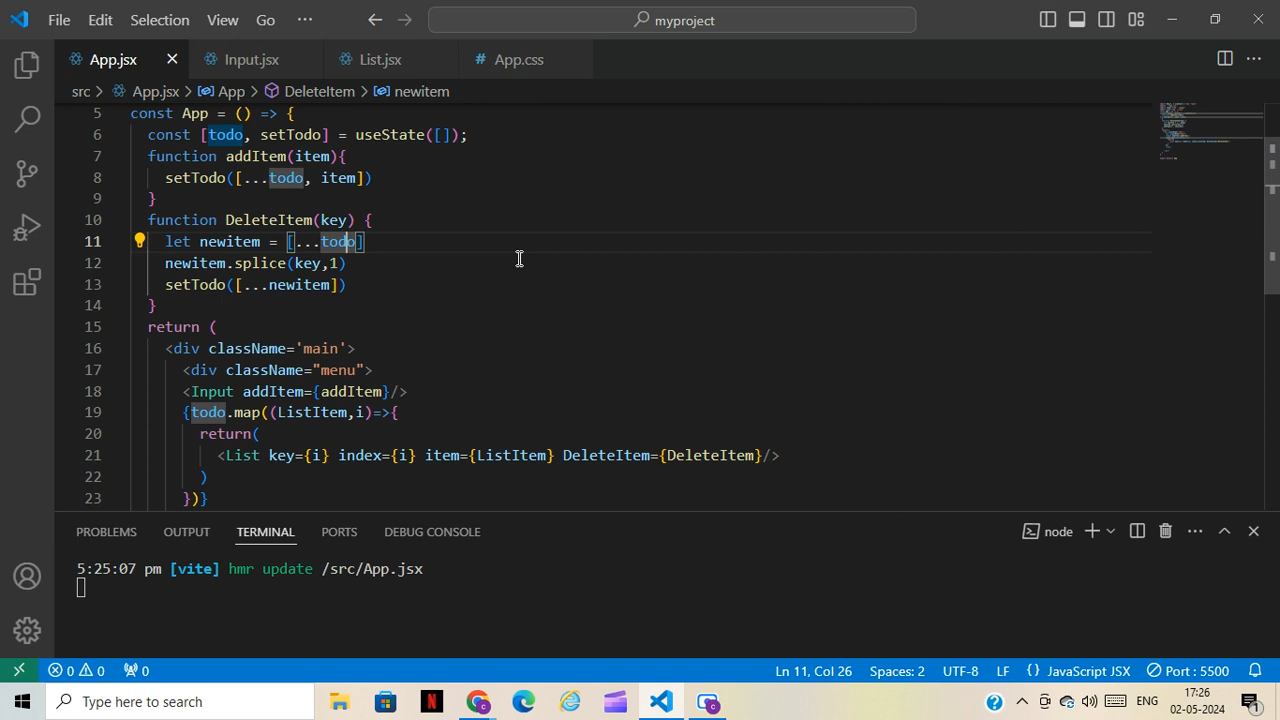 File Edit Selection View Go ··· myproject
App.jsx Input.jsx List.jsx # App.css ···
src > App.jsx > App > DeleteItem > newitem
5 const App = () => {
6 const [todo, setTodo] = useState([]);
7 function addItem(item){
8 setTodo([...todo, item])
9 }
10 function DeleteItem(key) {
11 let newitem = [...todo]
12 newitem.splice(key,1)
13 setTodo([...newitem])
14 }
15 return (
16 <div className='main'>
17 <div className="menu">
18 <Input addItem={addItem}/>
19 {todo.map((ListItem,i)=>{
20 return(
21 <List key={i} index={i} item={ListItem} DeleteItem={DeleteItem}/>
22 )
23 })}
PROBLEMS OUTPUT TERMINAL PORTS DEBUG CONSOLE node ···
5:25:07 pm [vite] hmr update /src/App.jsx
0 0 0 Ln 11, Col 26 Spaces: 2 UTF-8 LF {} JavaScript JSX Port : 5500
Type here to search ENG 17:26
02-05-2024 1